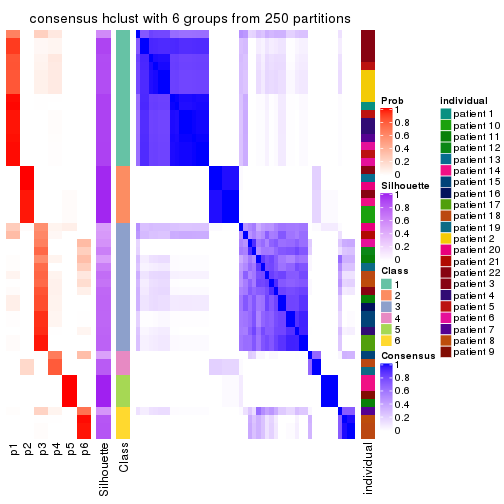 consensus hclust with 6 groups from 250 partitions
Prob
1
0.8
0.6
0.4
0.2
0
Silhouette
1
0.8
0.6
0.4
0.2
0
Class
1
2
3
4
5
6
Consensus
1
0.8
0.6
0.4
0.2
0
individual
patient 1
patient 10
patient 11
patient 12
patient 13
patient 14
patient 15
patient 16
patient 17
patient 18
patient 19
patient 2
patient 20
patient 21
patient 22
patient 3
patient 4
patient 5
patient 6
patient 7
patient 8
patient 9
p1
p2
p3
p4
p5
p6
Silhouette
Class
individual